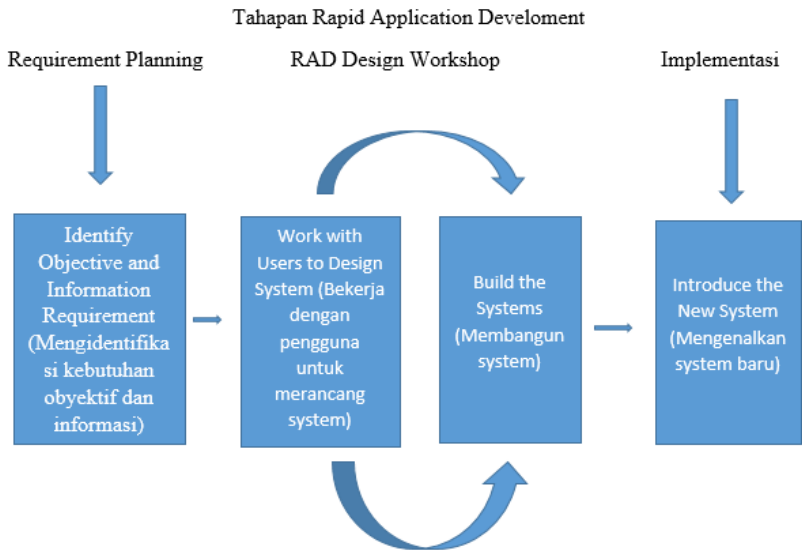 Tahapan Rapid Application Develoment
Requirement Planning
RAD Design Workshop
Implementasi
Identify
Objective and
Information
Requirement
(Mengidentifika
si kebutuhan
obyektif dan
informasi)
Work with
Users to Design
System (Bekerja
dengan
pengguna
untuk
merancang
system)
Build the
Systems
(Membangun
system)
Introduce the
New System
(Mengenalkan
system baru)